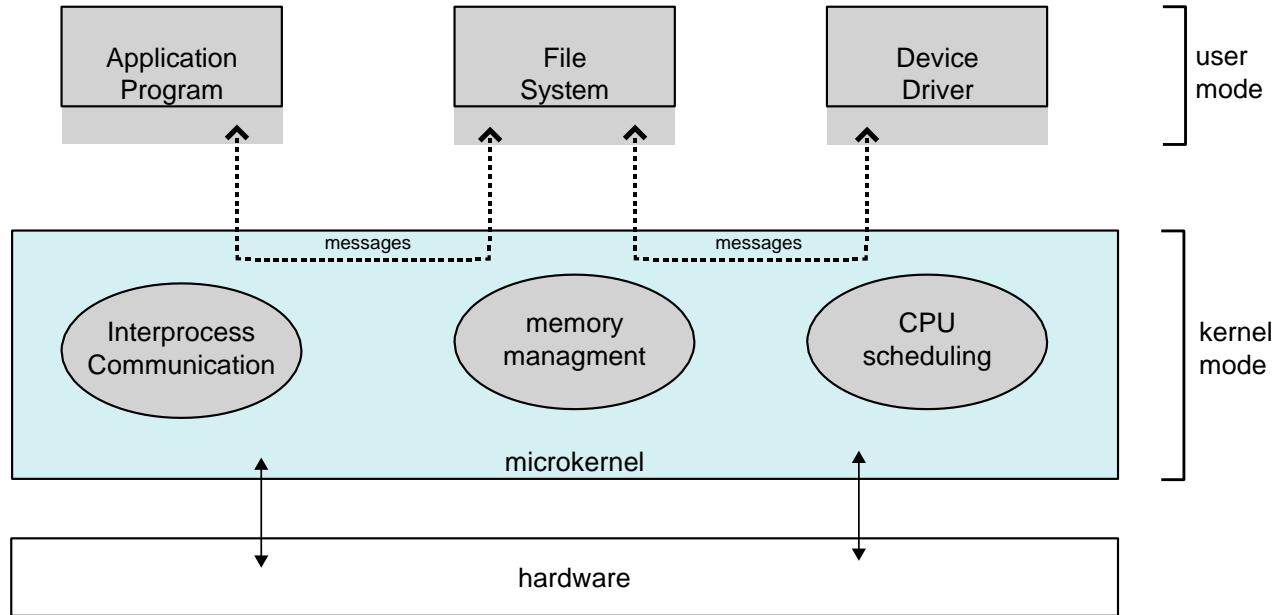 Application
Program
File
System
Device
Driver
user
mode
messages
messages
Interprocess
Communication
memory
managment
CPU
scheduling
kernel
mode
microkernel
hardware